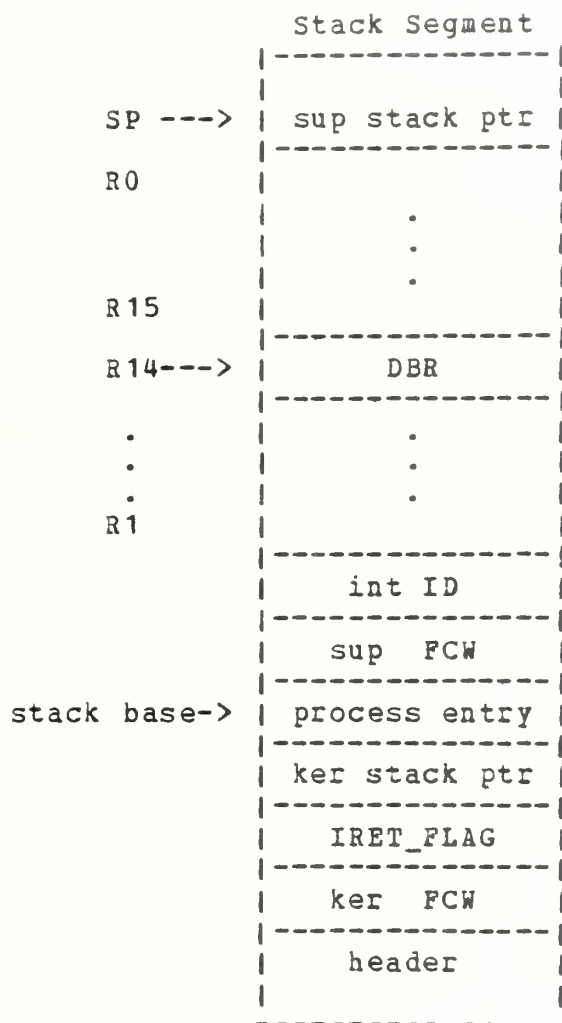 Stack Segment
SP ---> | sup stack ptr |
R0
.
.
.
R15
R14---> | DBR |
. .
. .
. .
R1
int ID
sup FCW
stack base-> | process entry |
ker stack ptr
IRET_FLAG
ker FCW
header